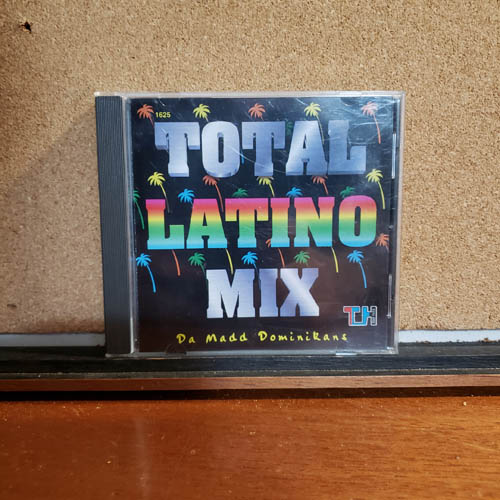 1625
TOTAL
LATINO
MIX
TH
Da Madd Dominikans